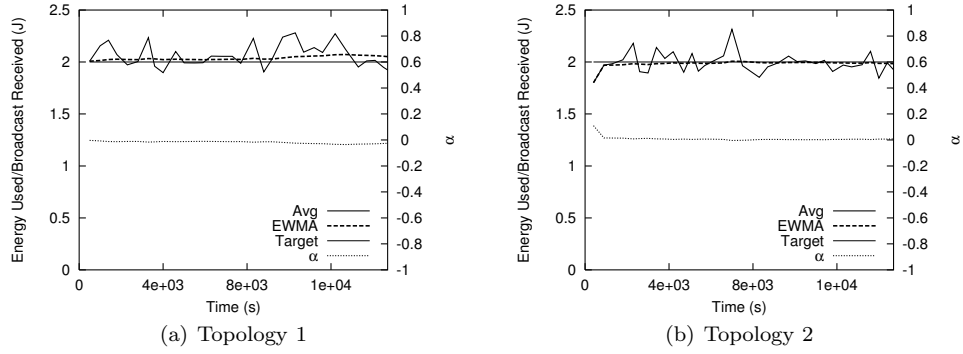 Energy Used/Broadcast Received (J)
2.5
2
1.5
1
0.5
0
1
0.8
0.6
0.4
0.2
0
-0.2
-0.4
-0.6
-0.8
-1
α
Avg
EWMA
Target
α
0
4e+03
8e+03
1e+04
Time (s)
(a) Topology 1
Energy Used/Broadcast Received (J)
2.5
2
1.5
1
0.5
0
1
0.8
0.6
0.4
0.2
0
-0.2
-0.4
-0.6
-0.8
-1
α
Avg
EWMA
Target
α
0
4e+03
8e+03
1e+04
Time (s)
(b) Topology 2